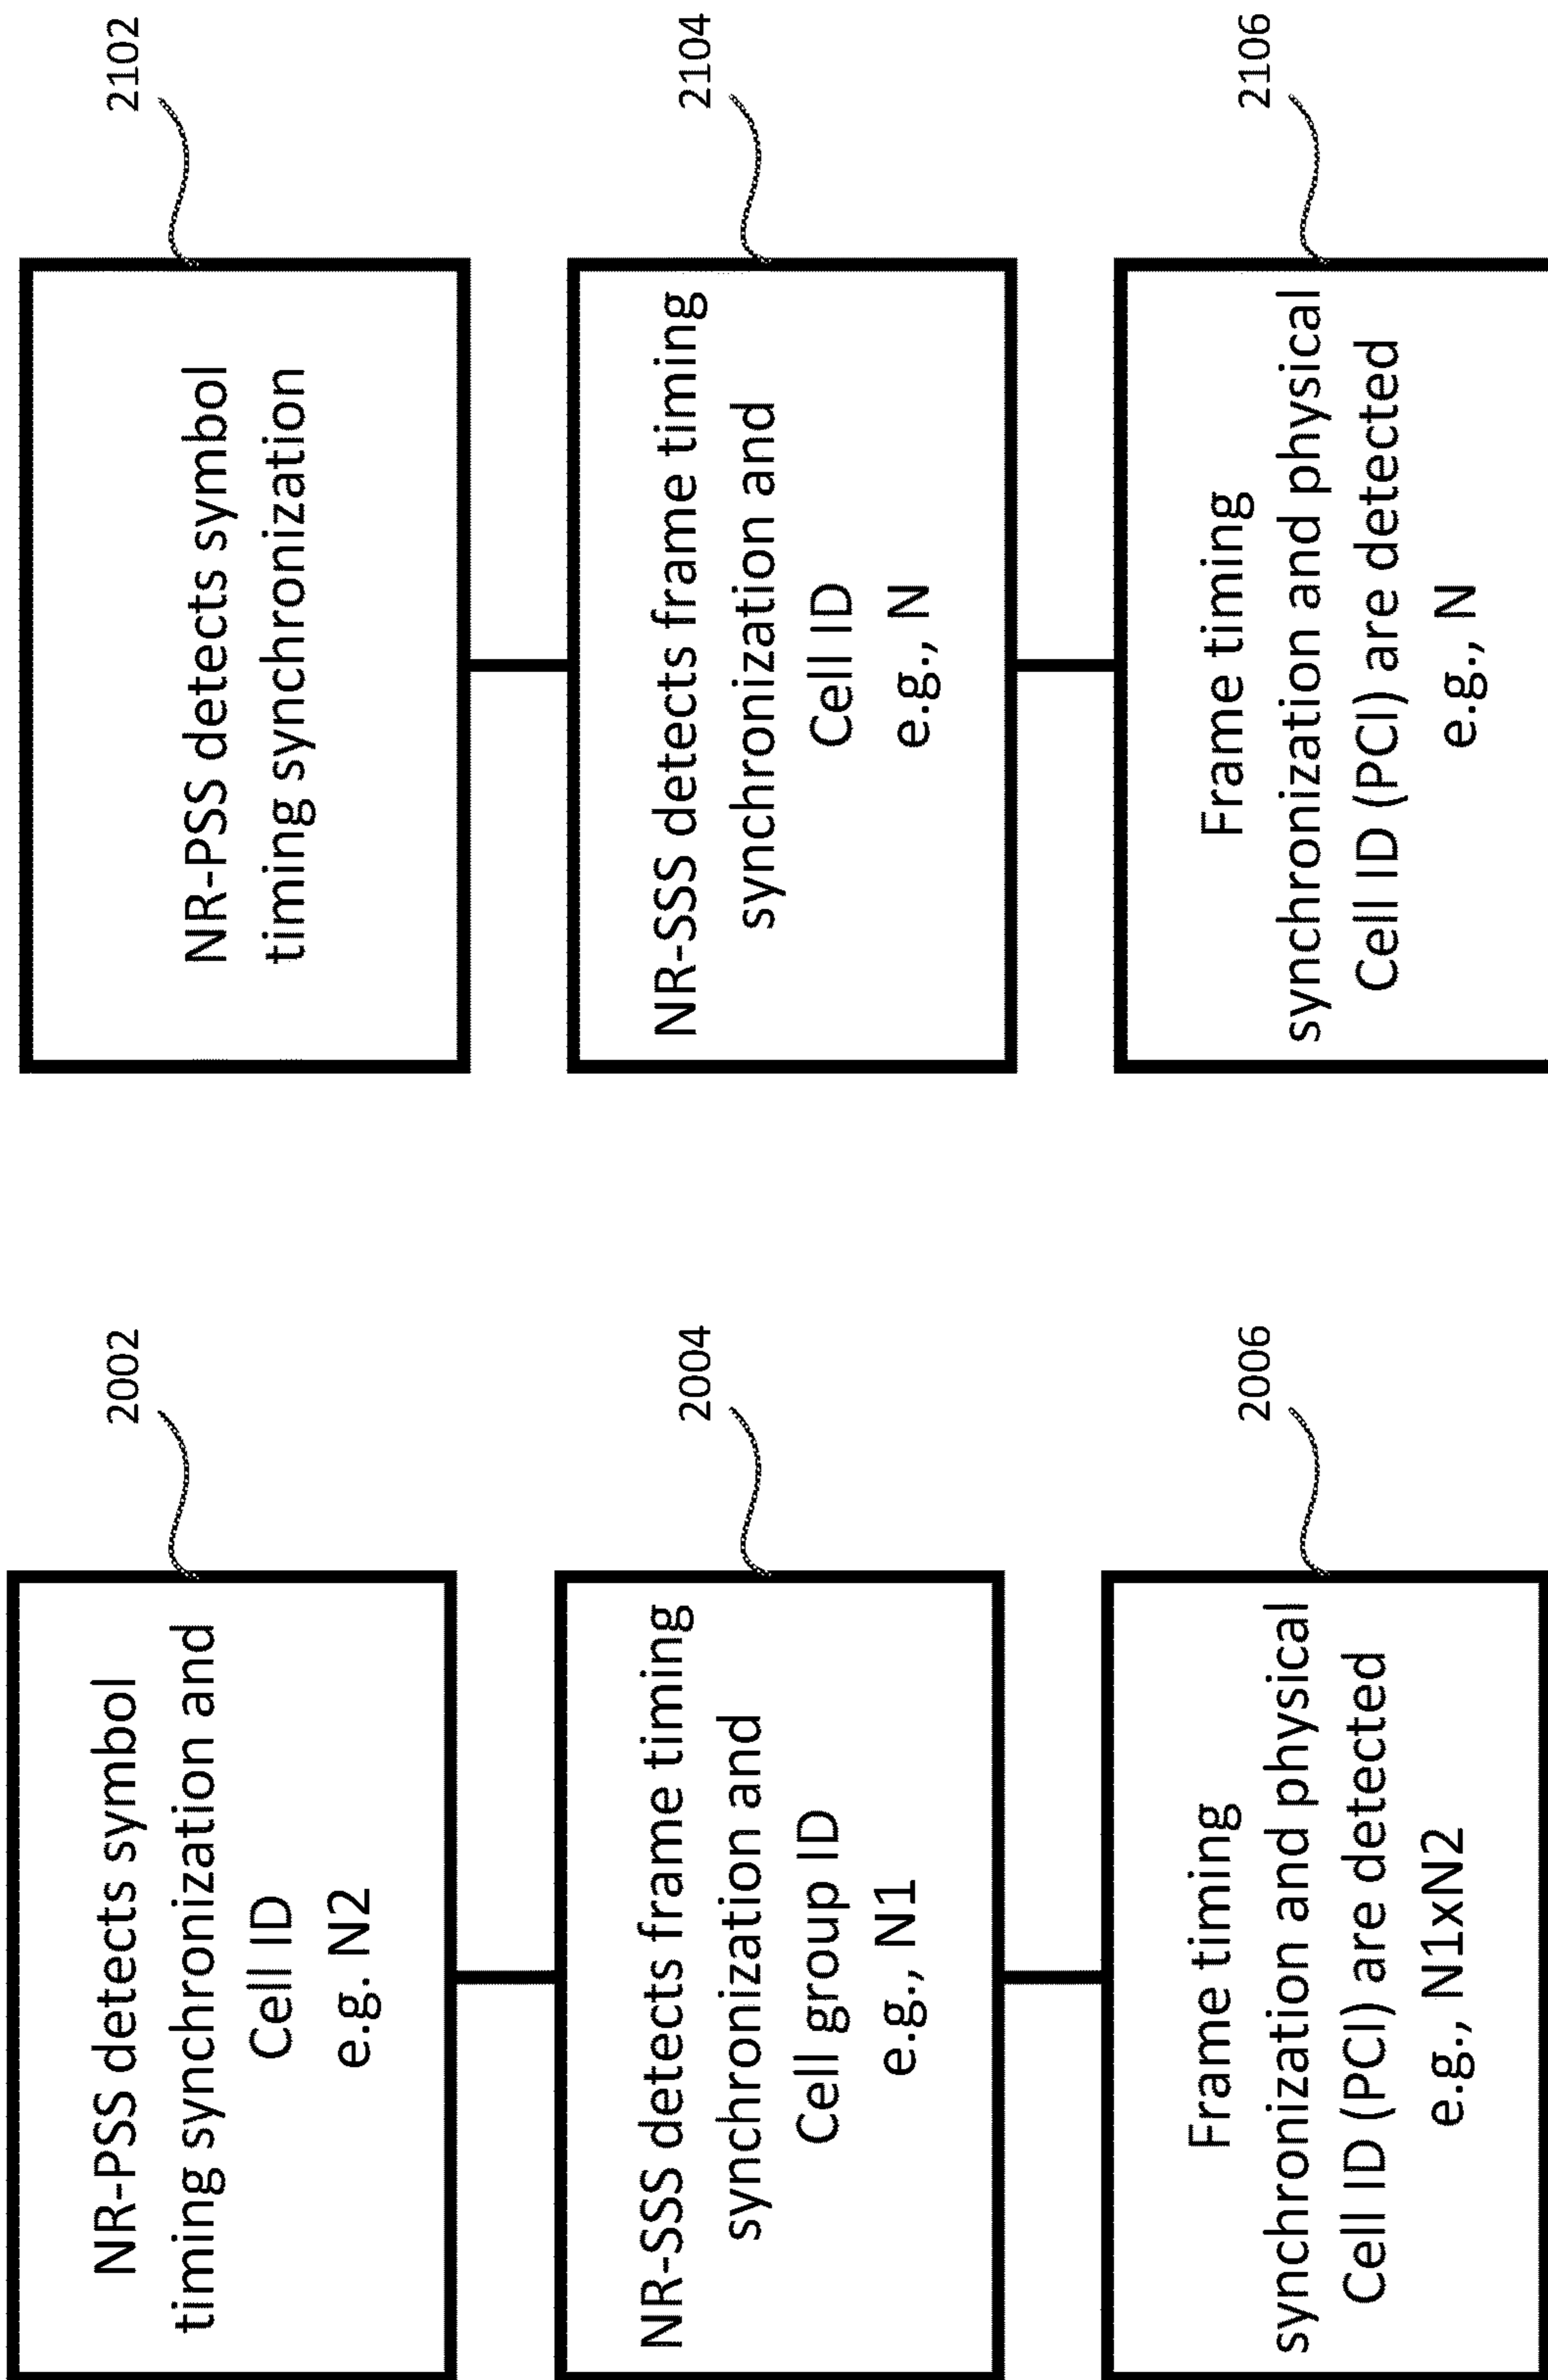 2002
NR-PSS detects symbol
timing synchronization and
Cell ID
e.g. N2
2004
NR-SSS detects frame timing
synchronization and
Cell group ID
e.g., N1
2006
Frame timing
synchronization and physical
Cell ID (PCI) are detected
e.g., N1xN2
2102
NR-PSS detects symbol
timing synchronization
2104
NR-SSS detects frame timing
synchronization and
Cell ID
e.g., N
2106
Frame timing
synchronization and physical
Cell ID (PCI) are detected
e.g., N